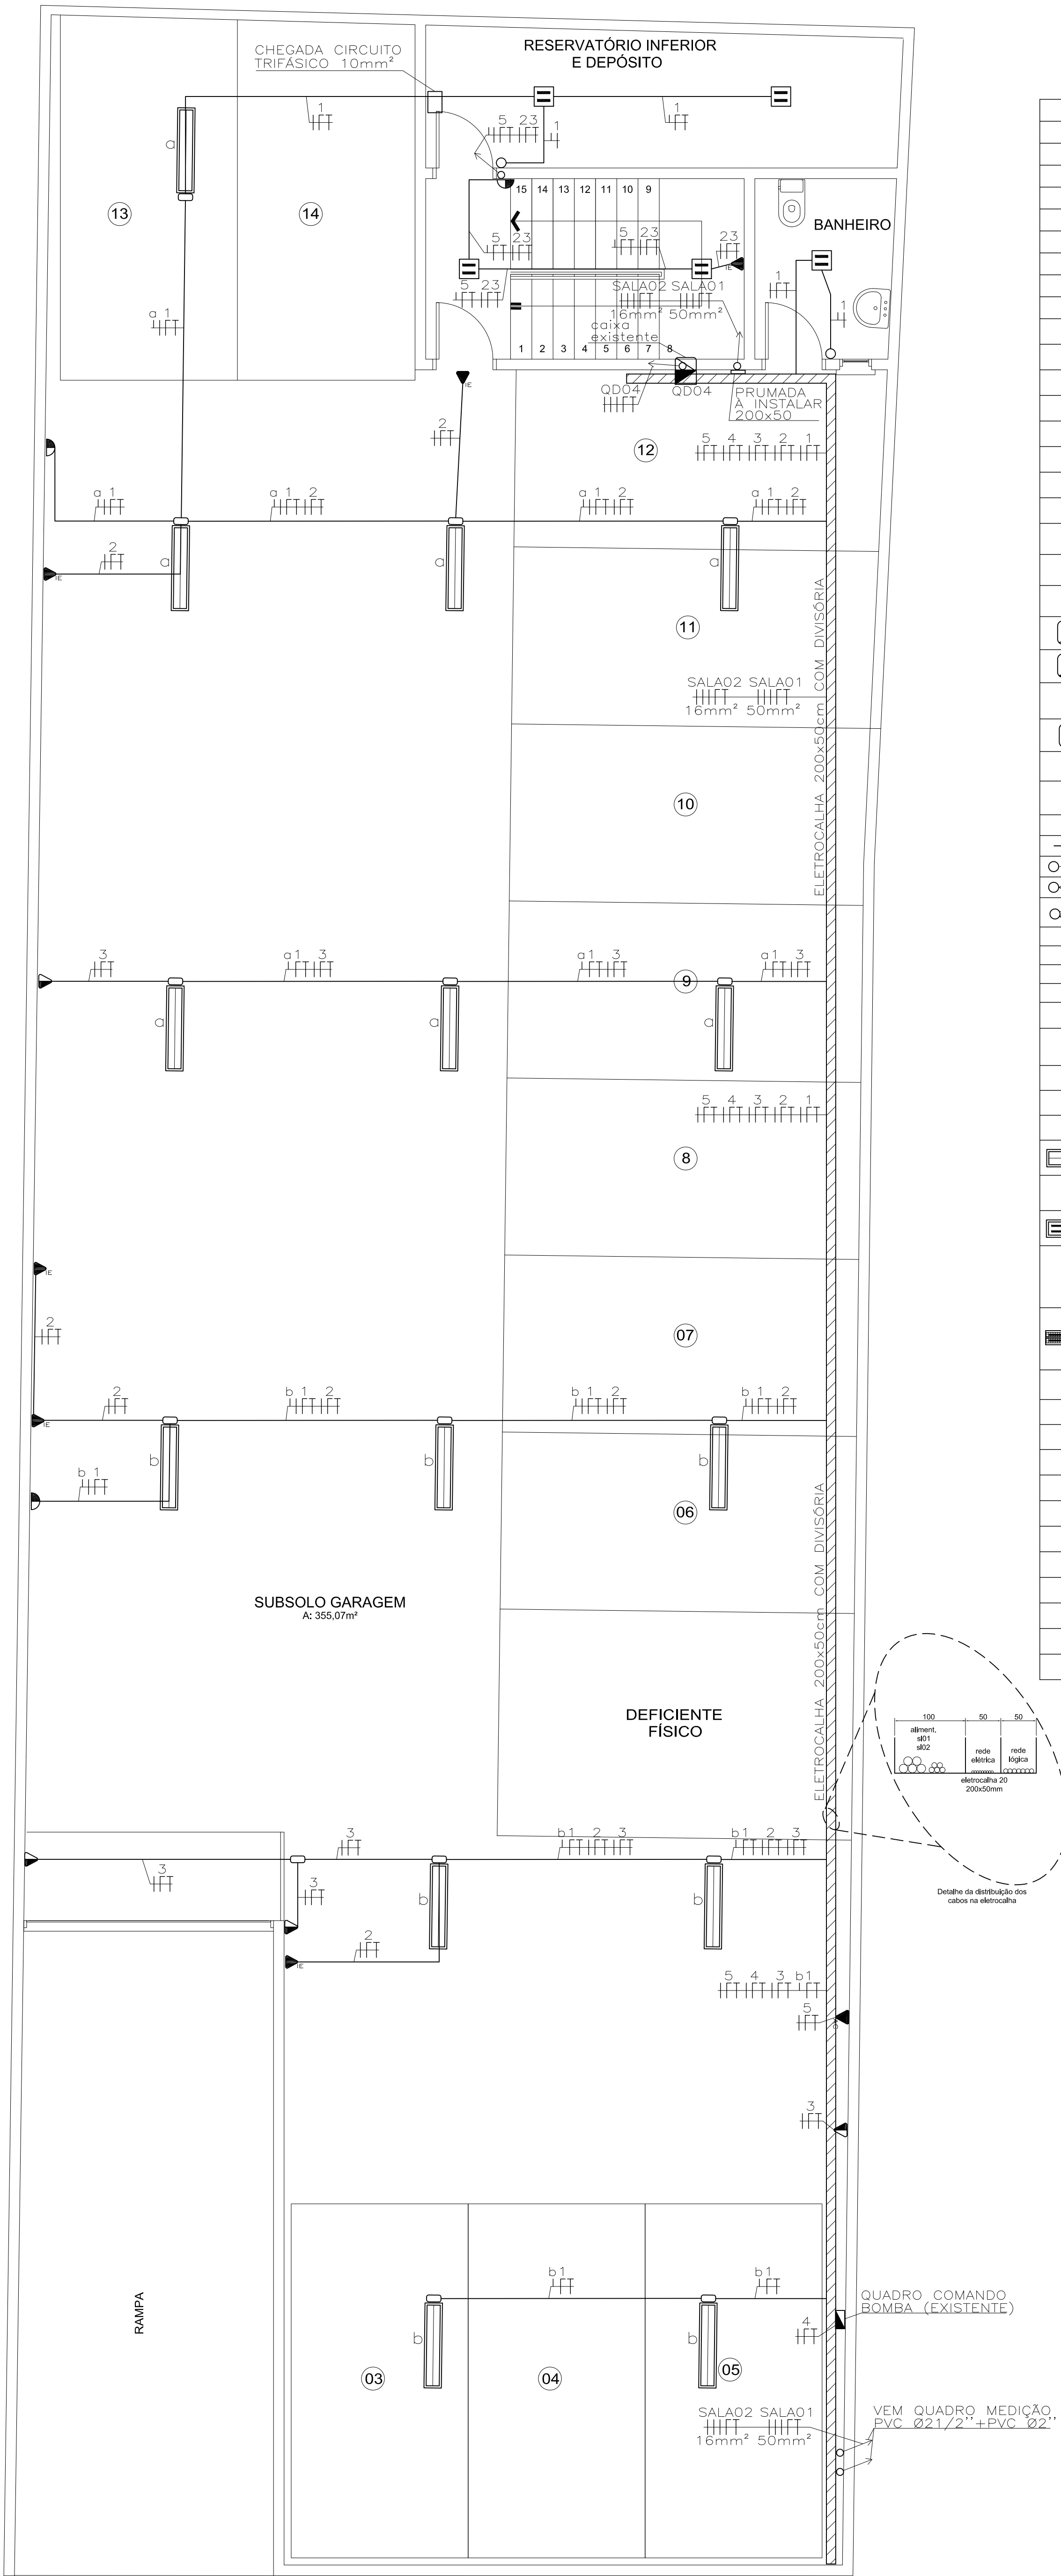 RESERVATÓRIO INFERIOR
E DEPÓSITO
CHEGADA CIRCUITO
TRIFÁSICO 10mm²
1
1
5 23
1
a
13
14
15 14 13 12 11 10 9
BANHEIRO
5 23
5 23
23
IE
1
5 23
SALA02 SALA01
16mm² 50mm²
a 1
caixa
existente
1
1 2 3 4 5 6 7 8
IE
QD04
QD04
PRUMADA
À INSTALAR
200x50
2
12
5 4 3 2 1
a 1
a 1 2
a 1 2
a 1 2
2
IE
a
a
a
11
ELETROCALHA 200x50cm COM DIVISÓRIA
SALA02 SALA01
16mm² 50mm²
10
3
a1 3
a1 3
a1 3
9
a
a
a
5 4 3 2 1
8
IE
2
07
2
b 1 2
b 1 2
b 1 2
IE
b
b
b
b 1
06
ELETROCALHA 200x50cm COM DIVISÓRIA
SUBSOLO GARAGEM
A: 355,07m²
DEFICIENTE
FÍSICO
100 50 50
aliment.
sl01
sl02
rede
elétrica
rede
lógica
eletrocalha 20
200x50mm
Detalhe da distribuição dos
cabos na eletrocalha
3
b1 2 3
b1 2 3
3
3
b
b
2
IE
5 4 3 b1
5
IE
3
RAMPA
b1
b1
QUADRO COMANDO
BOMBA (EXISTENTE)
4
b
b
03
04
05
SALA02 SALA01
16mm² 50mm²
VEM QUADRO MEDIÇÃO
PVC Ø21/2''+PVC Ø2''